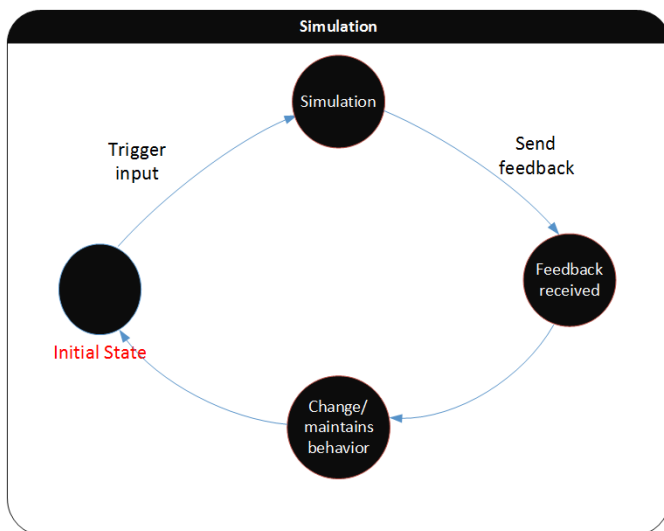 Simulation
Simulation
Trigger
input
Send
feedback
Feedback
received
Initial State
Change/
maintains
behavior